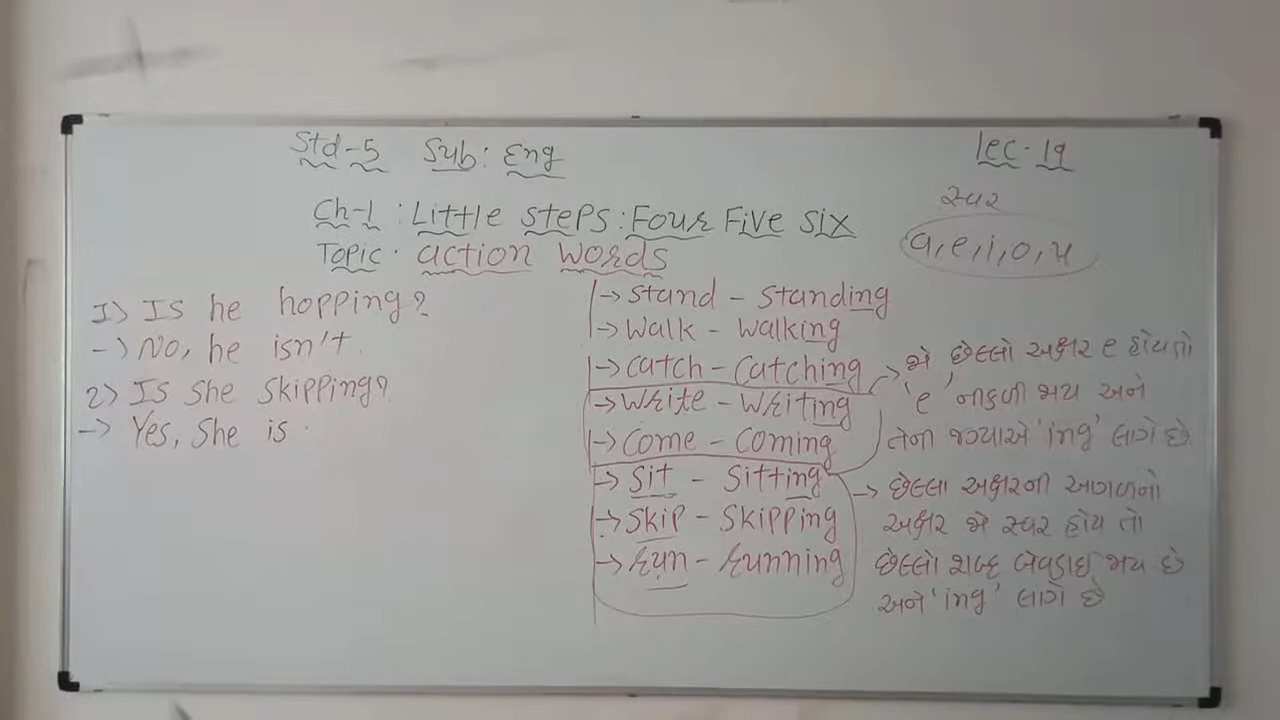 Std-5 Sub: Eng
Lec. 19
Ch-1 : Little Steps: Four Five Six
સ્વર
a, e, i, o, u
Topic. action words
1) Is he hopping?
-> No, he isn't.
2) Is she skipping?
-> Yes, she is.
-> Stand - Standing
-> Walk - Walking
-> Catch - Catching
-> Write - Writing
-> Come - Coming
-> Sit - Sitting
-> Skip - Skipping
-> Run - Running
-> જો છેલ્લો અક્ષર e હોય તો
'e' નીકળી જાય અને
તેના જગ્યાએ 'ing' લાગે છે
-> છેલ્લા અક્ષરની આગળનો
અક્ષર જો સ્વર હોય તો
છેલ્લો શબ્દ બેવડાઇ જાય છે
અને 'ing' લાગે છે